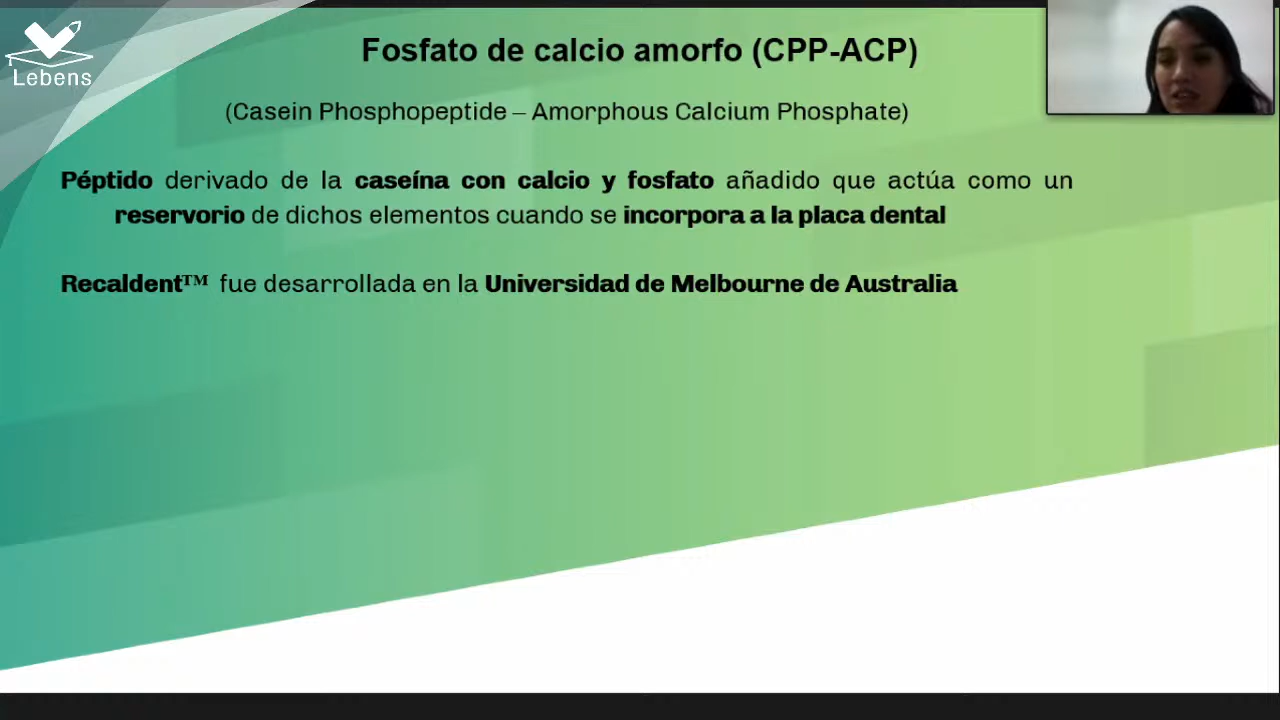 Lebens
Fosfato de calcio amorfo (CPP-ACP)
(Casein Phosphopeptide – Amorphous Calcium Phosphate)
Péptido derivado de la caseína con calcio y fosfato añadido que actúa como un
reservorio de dichos elementos cuando se incorpora a la placa dental
Recaldent™ fue desarrollada en la Universidad de Melbourne de Australia